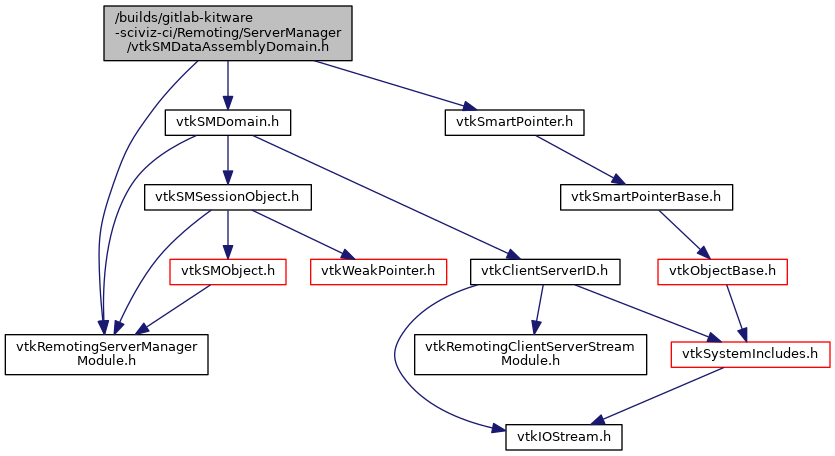 /builds/gitlab-kitware
-sciviz-ci/Remoting/ServerManager
/vtkSMDataAssemblyDomain.h
vtkSMDomain.h
vtkSmartPointer.h
vtkSMSessionObject.h
vtkSmartPointerBase.h
vtkSMObject.h
vtkWeakPointer.h
vtkClientServerID.h
vtkObjectBase.h
vtkRemotingServerManager
Module.h
vtkRemotingClientServerStream
Module.h
vtkSystemIncludes.h
vtkIOStream.h